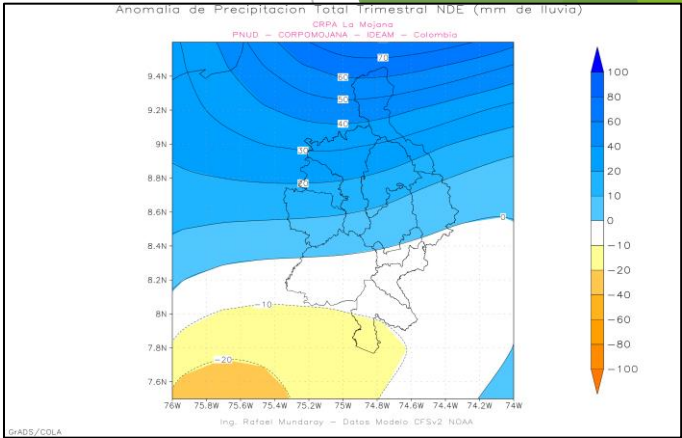 Anomalia de Precipitacion Total Trimestral NDE (mm de lluvia)
CRPA La Mojana
PNUD – CORPOMOJANA – IDEAM – Colombia
9.4N
9.2N
9N
8.8N
8.6N
8.4N
8.2N
8N
7.8N
7.6N
70
60
50
40
30
20
0
-10
-20
76W 75.8W 75.6W 75.4W 75.2W 75W 74.8W 74.6W 74.4W 74.2W 74W
100
80
60
40
20
10
0
-10
-20
-40
-60
-80
-100
Ing. Rafael Mundaray – Datos Modelo CFSv2 NOAA
GrADS/COLA